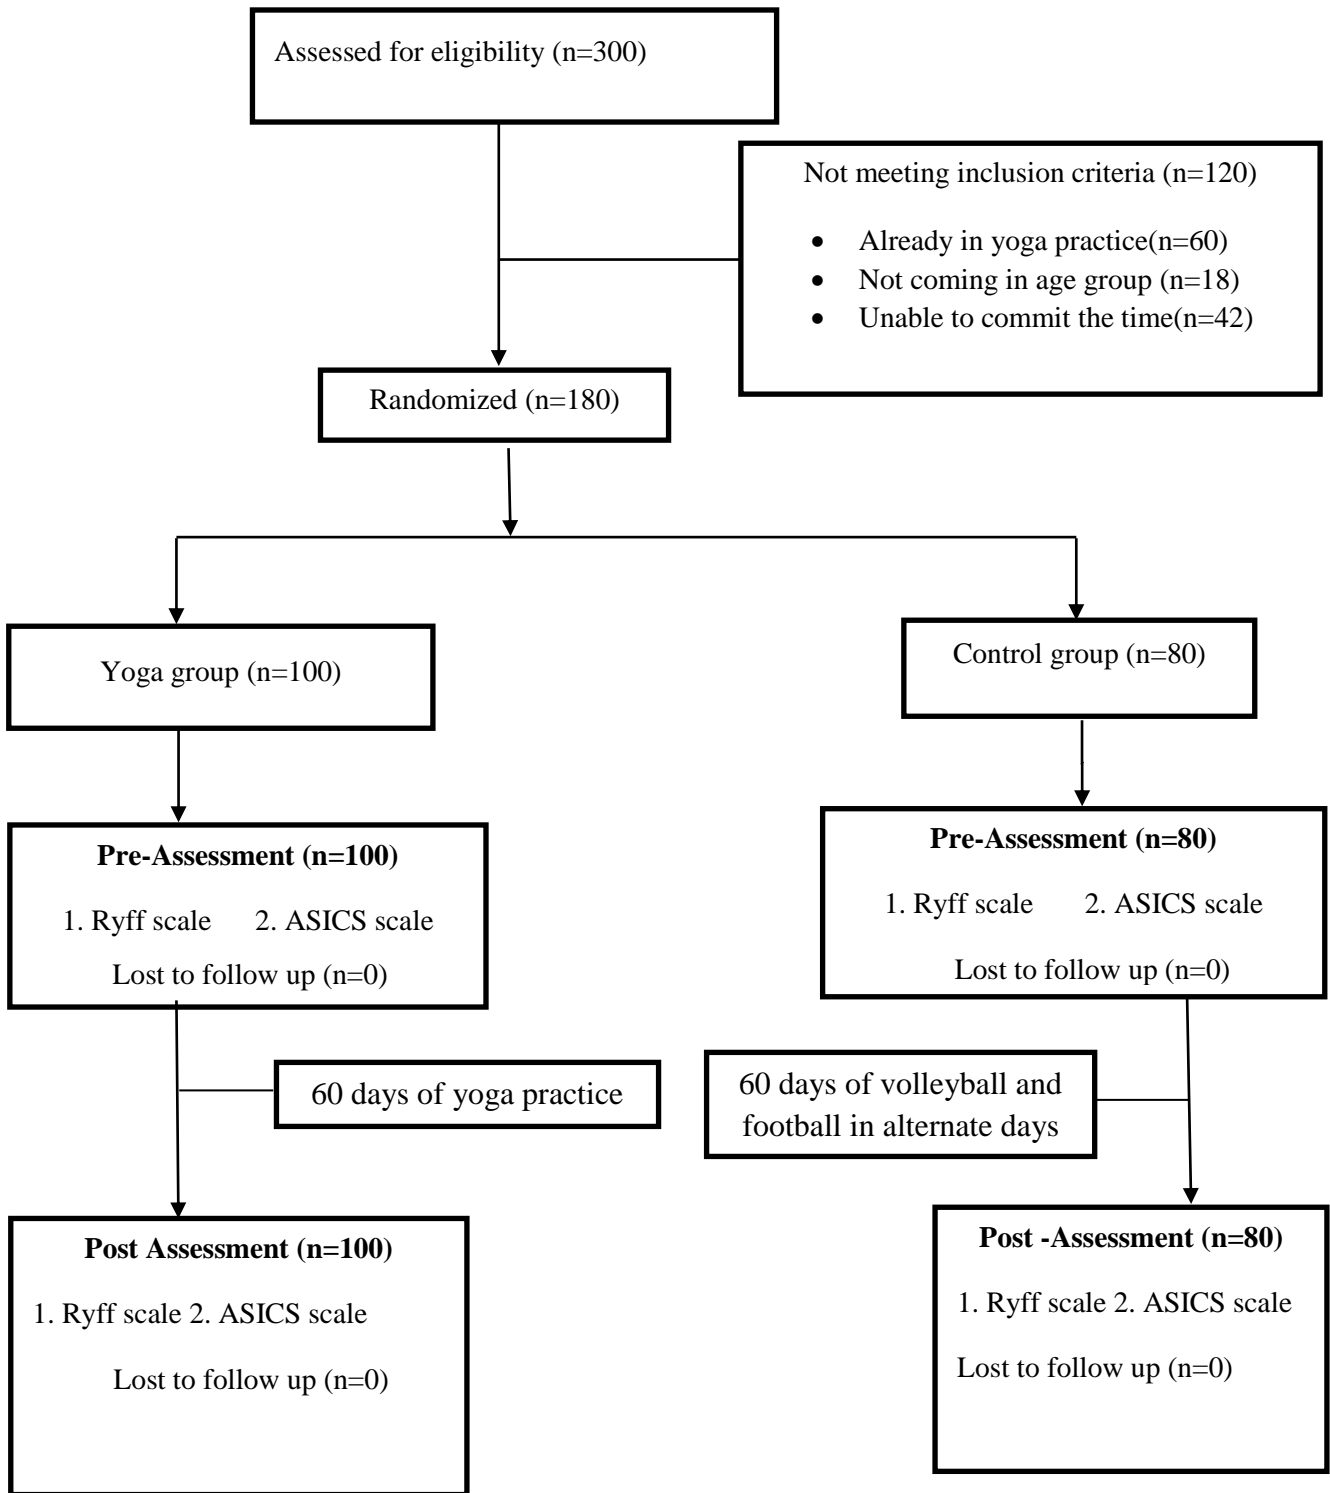 Assessed for eligibility (n=300)
Not meeting inclusion criteria (n=120)
• Already in yoga practice(n=60)
• Not coming in age group (n=18)
• Unable to commit the time(n=42)
Randomized (n=180)
Yoga group (n=100)
Control group (n=80)
Pre-Assessment (n=100)
1. Ryff scale 2. ASICS scale
Lost to follow up (n=0)
Pre-Assessment (n=80)
1. Ryff scale 2. ASICS scale
Lost to follow up (n=0)
60 days of yoga practice
60 days of volleyball and
football in alternate days
Post Assessment (n=100)
1. Ryff scale 2. ASICS scale
Lost to follow up (n=0)
Post -Assessment (n=80)
1. Ryff scale 2. ASICS scale
Lost to follow up (n=0)